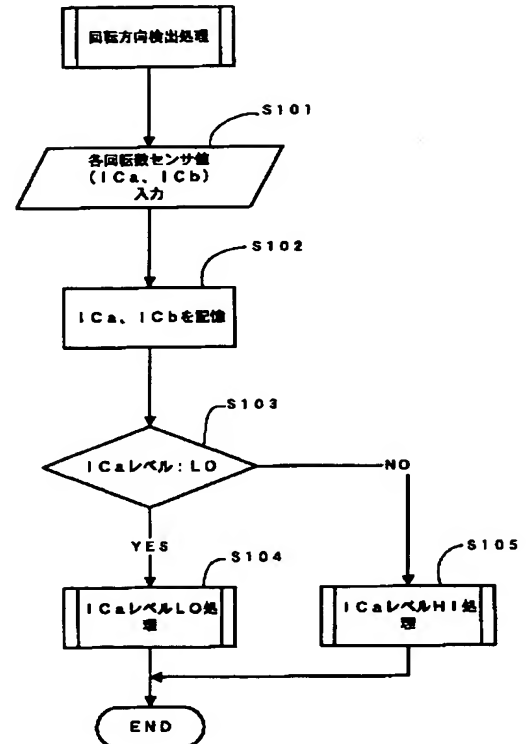 回転方向検出処理
S101
各回転数センサ値
(ICa、ICb)
入力
S102
ICa、ICbを記憶
S103
ICaレベル:LO
NO
YES
S104
S105
ICaレベルLO処
理
ICaレベルHI処
理
END